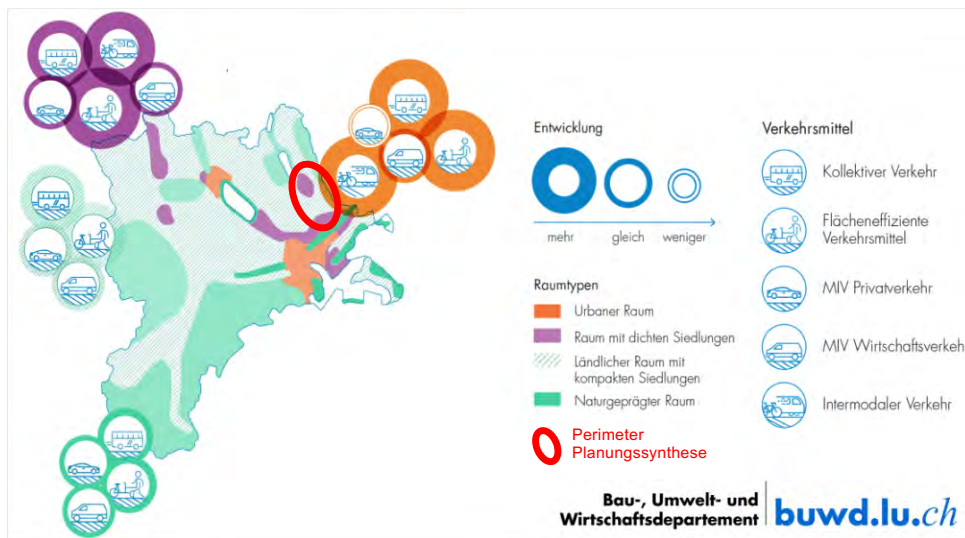 Entwicklung
mehr
gleich
weniger
Raumtypen
Urbaner Raum
Raum mit dichten Siedlungen
Ländlicher Raum mit
kompakten Siedlungen
Naturgeprägter Raum
Perimeter
Planungssynthese
Verkehrsmittel
Kollektiver Verkehr
Flächeneffiziente
Verkehrsmittel
MIV Privatverkehr
MIV Wirtschaftsverkeh
Intermodaler Verkehr
Bau-, Umwelt- und
Wirtschaftsdepartement
buwd.lu.ch